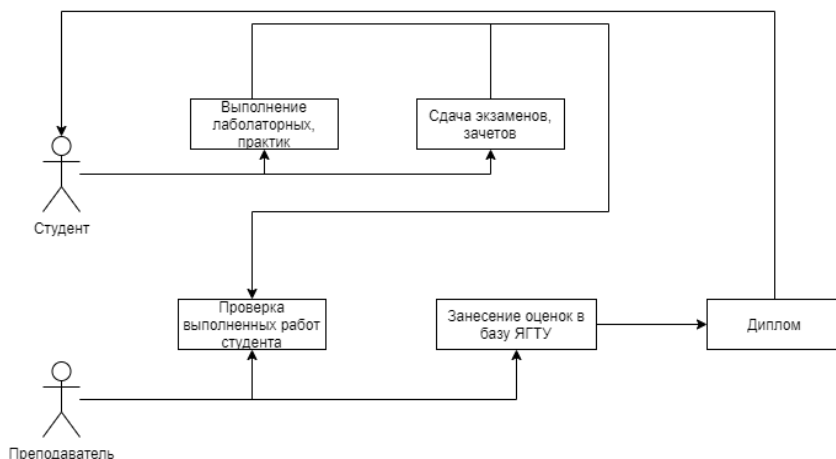 Выполнение
лаболаторных,
практик
Сдача экзаменов,
зачетов
Студент
Проверка
выполненных работ
студента
Занесение оценок в
базу ЯГТУ
Диплом
Преподаватель